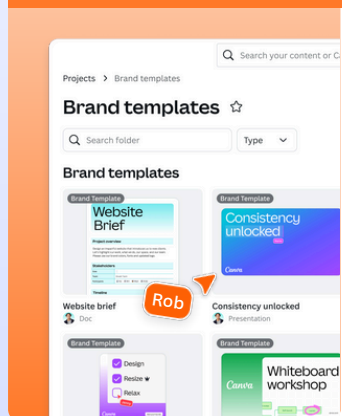 Search your content or C
Projects > Brand templates
Brand templates
Search folder
Type
Brand templates
Brand Template
Website
Brief
Project overview
Stakeholders
Timeline
Brand Template
Consistency
unlocked
Canva
Rob
Website brief
Doc
Consistency unlocked
Presentation
Brand Template
Design
Resize
Relax
Brand Template
Canva
Whiteboard
workshop